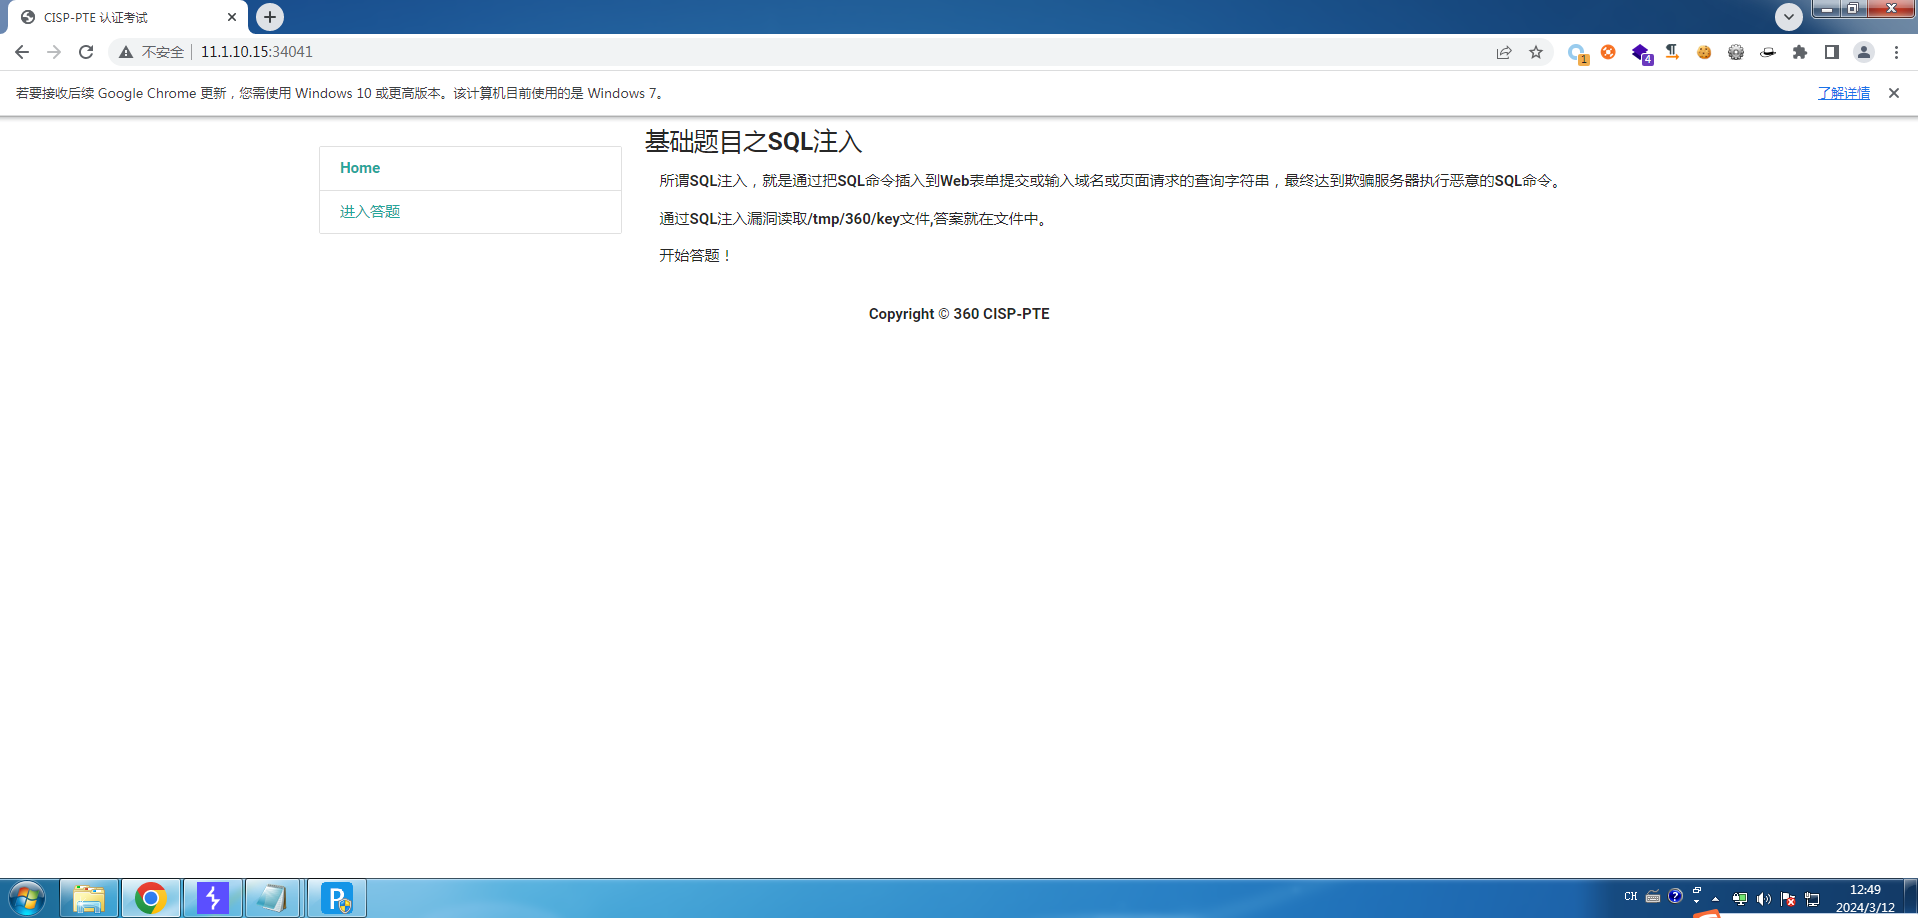 CISP-PTE 认证考试
不安全 11.1.10.15:34041
1
4
若要接收后续 Google Chrome 更新，您需使用 Windows 10 或更高版本。该计算机目前使用的是 Windows 7。
了解详情
Home
进入答题
基础题目之SQL注入
所谓SQL注入，就是通过把SQL命令插入到Web表单提交或输入域名或页面请求的查询字符串，最终达到欺骗服务器执行恶意的SQL命令。
通过SQL注入漏洞读取/tmp/360/key文件,答案就在文件中。
开始答题！
Copyright © 360 CISP-PTE
CH
12:49
2024/3/12